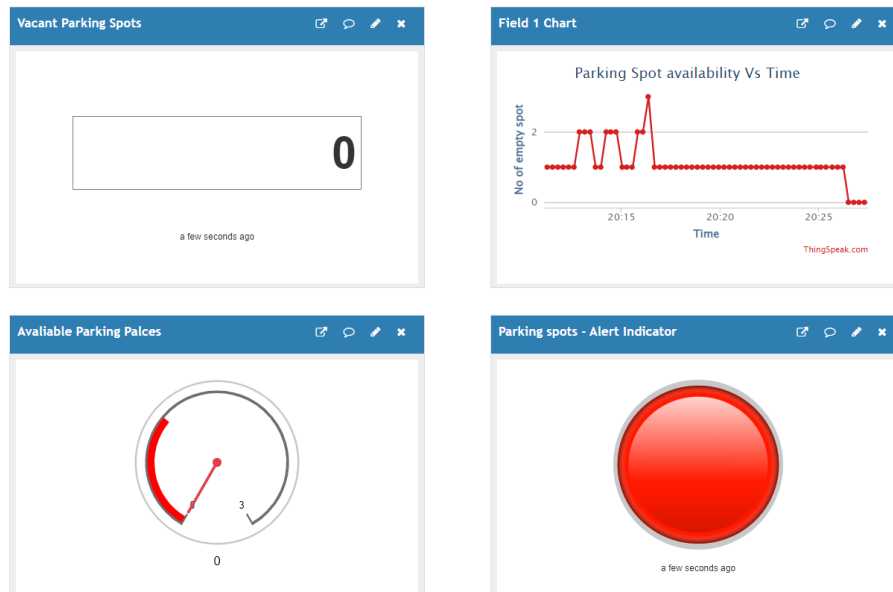 Vacant Parking Spots
0
a few seconds ago
Field 1 Chart
Parking Spot availability Vs Time
No of empty spot
2
0
20:15
20:20
20:25
Time
ThingSpeak.com
Avaliable Parking Palces
0
3
0
Parking spots - Alert Indicator
a few seconds ago